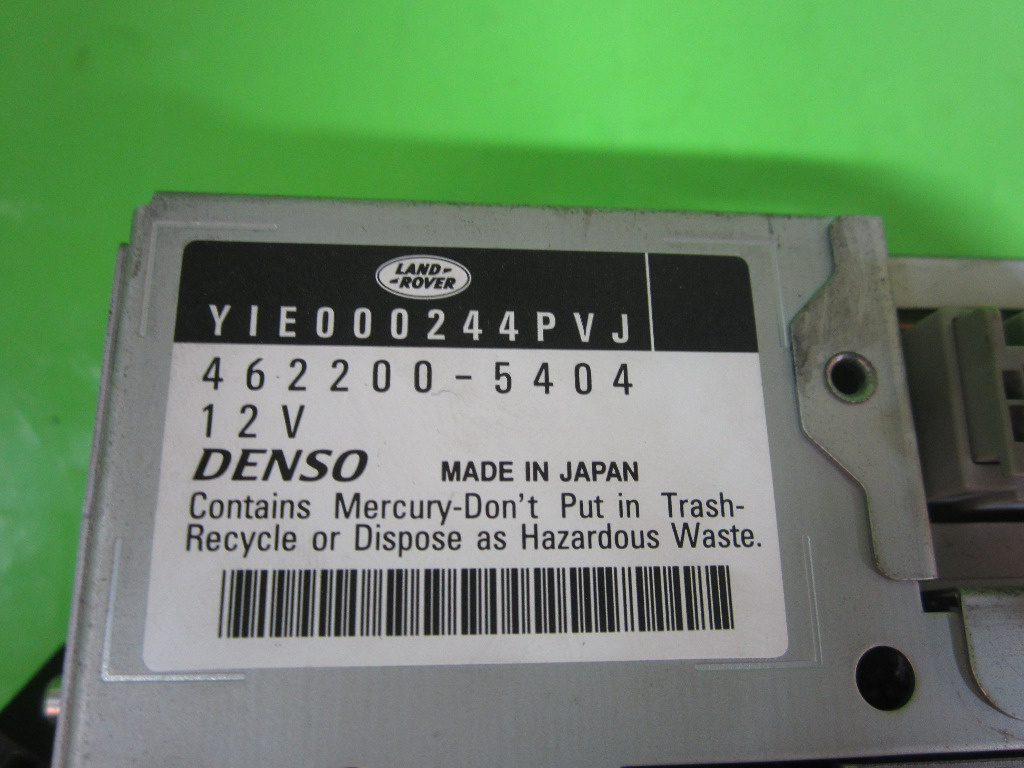 LAND-
-ROVER
YIE000244PVJ
462200-5404
12V
DENSO MADE IN JAPAN
Contains Mercury-Don't Put in Trash-
Recycle or Dispose as Hazardous Waste.